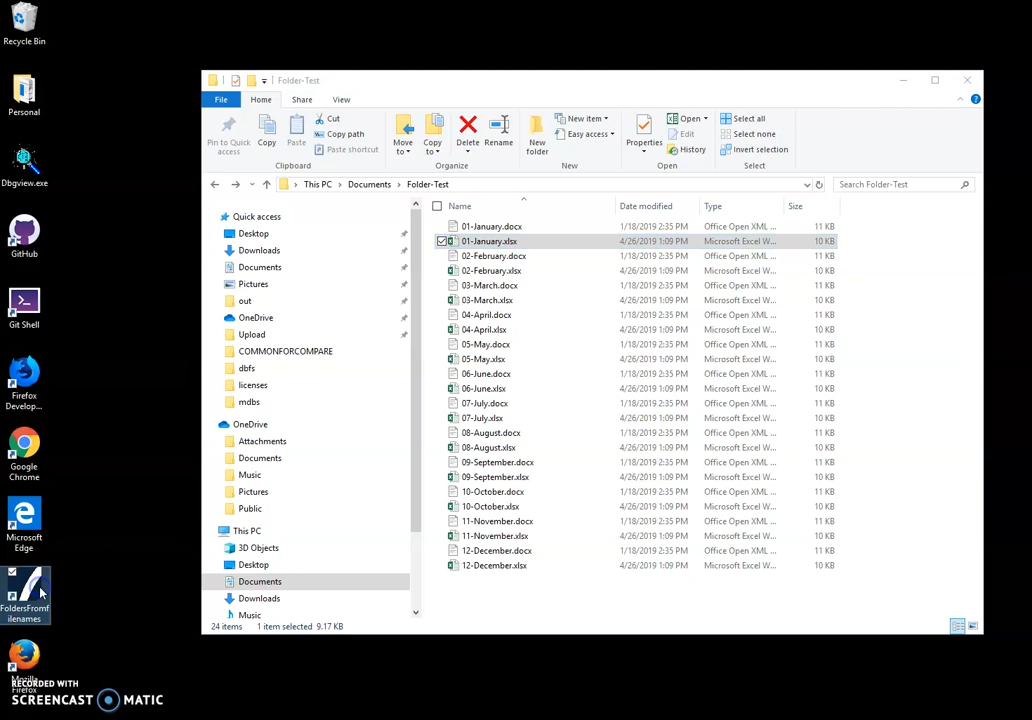 Recycle Bin
Personal
Dbgview.exe
GitHub
Git Shell
Firefox
Develop...
Google
Chrome
Microsoft
Edge
FoldersFromf
ilenames
Mozilla
Firefox
RECORDED WITH
SCREENCAST MATIC
Folder-Test
File Home Share View
Pin to Quick
access
Copy
Paste
Cut
Copy path
Paste shortcut
Clipboard
Move
to
Copy
to
Delete
Rename
Organize
New
folder
New item
Easy access
New
Properties
Open
Edit
History
Open
Select all
Select none
Invert selection
Select
This PC Documents Folder-Test
Search Folder-Test
Quick access
Desktop
Downloads
Documents
Pictures
out
OneDrive
Upload
COMMONFORCOMPARE
dbfs
licenses
mdbs
OneDrive
Attachments
Documents
Music
Pictures
Public
This PC
3D Objects
Desktop
Documents
Downloads
Music
Name Date modified Type Size
01-January.docx 1/18/2019 2:35 PM Office Open XML ... 11 KB
01-January.xlsx 4/26/2019 1:09 PM Microsoft Excel W... 10 KB
02-February.docx 1/18/2019 2:35 PM Office Open XML ... 11 KB
02-February.xlsx 4/26/2019 1:09 PM Microsoft Excel W... 10 KB
03-March.docx 1/18/2019 2:35 PM Office Open XML ... 11 KB
03-March.xlsx 4/26/2019 1:09 PM Microsoft Excel W... 10 KB
04-April.docx 1/18/2019 2:35 PM Office Open XML ... 11 KB
04-April.xlsx 4/26/2019 1:09 PM Microsoft Excel W... 10 KB
05-May.docx 1/18/2019 2:35 PM Office Open XML ... 11 KB
05-May.xlsx 4/26/2019 1:09 PM Microsoft Excel W... 10 KB
06-June.docx 1/18/2019 2:35 PM Office Open XML ... 11 KB
06-June.xlsx 4/26/2019 1:09 PM Microsoft Excel W... 10 KB
07-July.docx 1/18/2019 2:35 PM Office Open XML ... 11 KB
07-July.xlsx 4/26/2019 1:09 PM Microsoft Excel W... 10 KB
08-August.docx 1/18/2019 2:35 PM Office Open XML ... 11 KB
08-August.xlsx 4/26/2019 1:09 PM Microsoft Excel W... 10 KB
09-September.docx 1/18/2019 2:35 PM Office Open XML ... 11 KB
09-September.xlsx 4/26/2019 1:09 PM Microsoft Excel W... 10 KB
10-October.docx 1/18/2019 2:35 PM Office Open XML ... 11 KB
10-October.xlsx 4/26/2019 1:09 PM Microsoft Excel W... 10 KB
11-November.docx 1/18/2019 2:35 PM Office Open XML ... 11 KB
11-November.xlsx 4/26/2019 1:09 PM Microsoft Excel W... 10 KB
12-December.docx 1/18/2019 2:35 PM Office Open XML ... 11 KB
12-December.xlsx 4/26/2019 1:09 PM Microsoft Excel W... 10 KB
24 items 1 item selected 9.17 KB